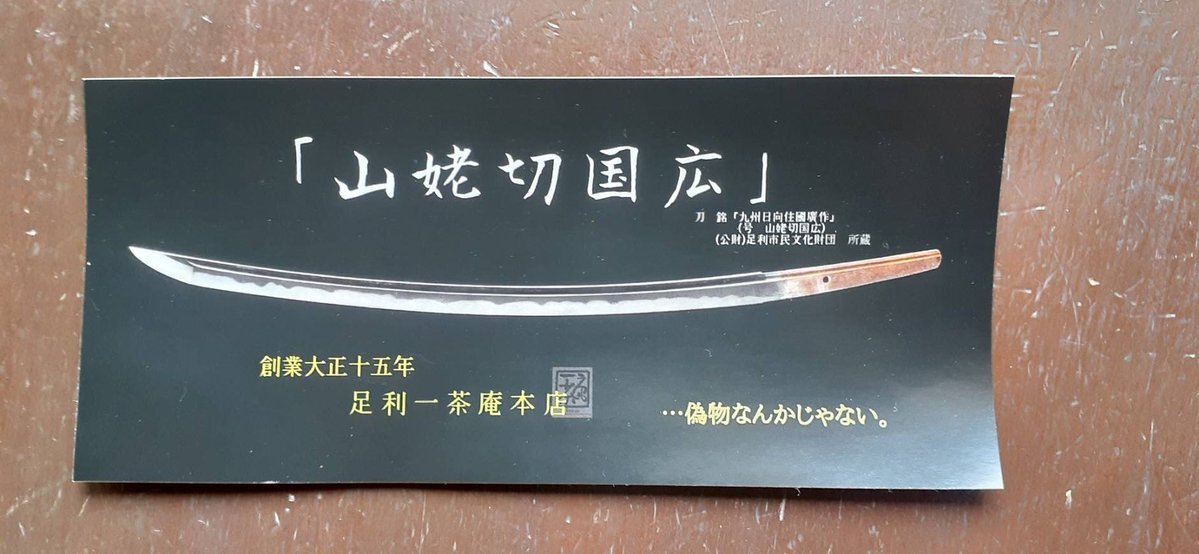 「山姥切国広」
刀　銘「九州日向住國廣作」
(号　山姥切国広)
(公財)足利市民文化財団　所蔵
創業大正十五年
足利一茶庵本店
…偽物なんかじゃない。